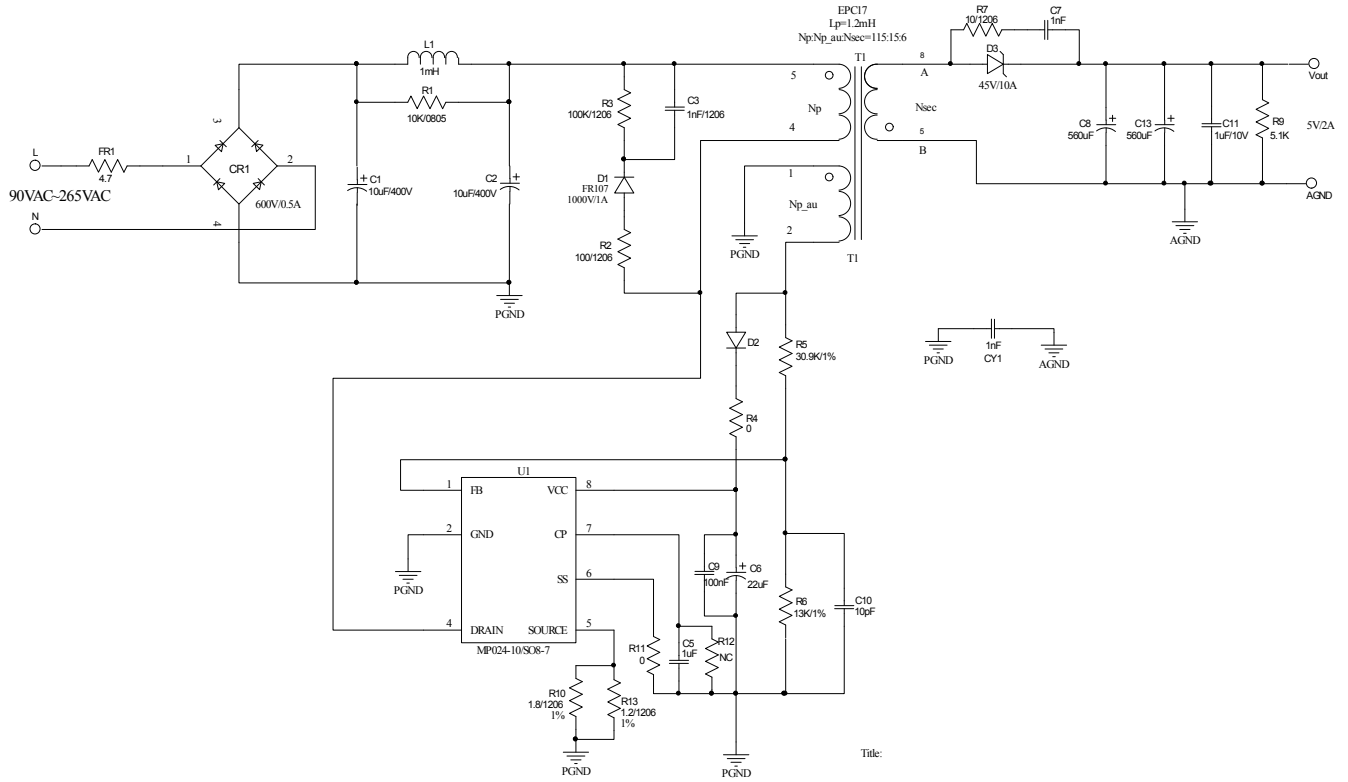 EPC17
Lp=1.2mH
Np:Np_au:Nsec=115:15:6
R7
10/1206
C7
1nF
L1
1mH
T1
8
A
D3
45V/10A
Vout
R1
10K/0805
R3
100K/1206
C3
1nF/1206
5
Np
4
Nsec
5
B
C8
560uF
+
C13
560uF
+
C11
1uF/10V
R9
5.1K
5V/2A
3
L
FR1
4.7
1
CR1
2
90VAC~265VAC
600V/0.5A
N
4
+
C1
10uF/400V
C2
10uF/400V
+
D1
FR107
1000V/1A
1
Np_au
2
AGND
R2
100/1206
PGND
AGND
T1
PGND
D2
R5
30.9K/1%
PGND
1nF
CY1
AGND
R4
0
U1
1
FB
VCC
8
2
GND
CP
7
PGND
SS
6
C9
100nF
+
C6
22uF
4
DRAIN
SOURCE
5
MP024-10/SO8-7
R6
13K/1%
C10
10pF
R11
0
C5
1uF
R12
NC
R10
1.8/1206
1%
R13
1.2/1206
1%
PGND
PGND
Title: